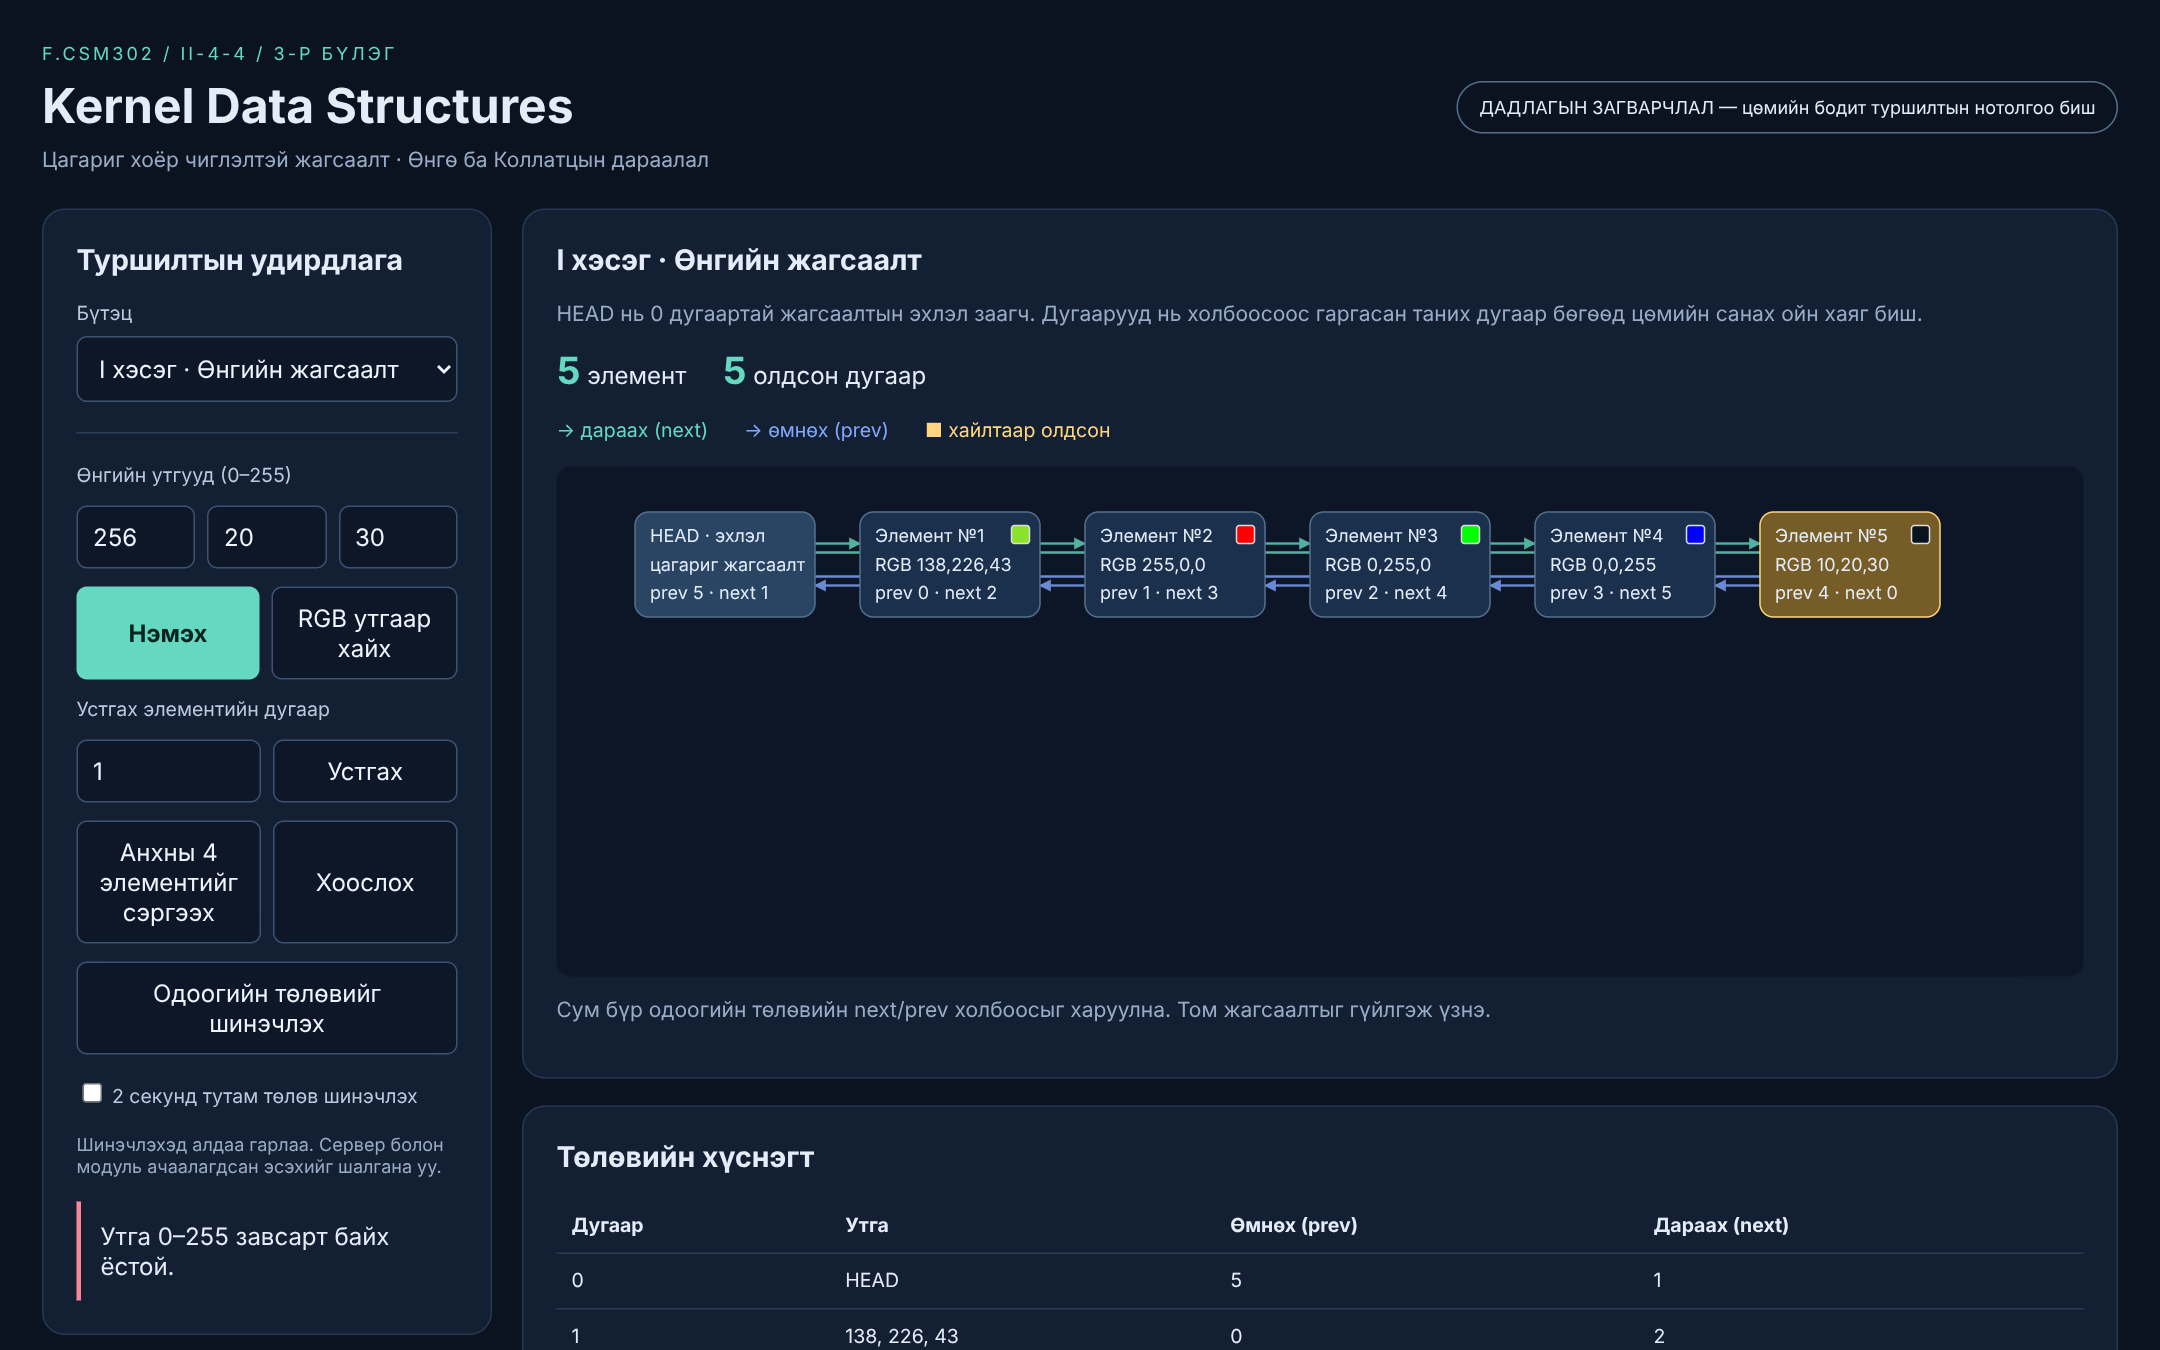 F.CSM302 / II-4-4 / 3-Р БҮЛЭГ
Kernel Data Structures
ДАДЛАГЫН ЗАГВАРЧЛАЛ — цөмийн бодит туршилтын нотолгоо биш
Цагариг хоёр чиглэлтэй жагсаалт · Өнгө ба Коллатцын дараалал
Туршилтын удирдлага
Бүтэц
I хэсэг · Өнгийн жагсаалт
Өнгийн утгууд (0–255)
256
20
30
Нэмэх
RGB утгаар
хайх
Устгах элементийн дугаар
1
Устгах
Анхны 4
элементийг
сэргээх
Хоослох
Одоогийн төлөвийг
шинэчлэх
2 секунд тутам төлөв шинэчлэх
Шинэчлэхэд алдаа гарлаа. Сервер болон
модуль ачаалагдсан эсэхийг шалгана уу.
Утга 0–255 завсарт байх
ёстой.
I хэсэг · Өнгийн жагсаалт
HEAD нь 0 дугаартай жагсаалтын эхлэл заагч. Дугаарууд нь холбоосоос гаргасан таних дугаар бөгөөд цөмийн санах ойн хаяг биш.
5 элемент 5 олдсон дугаар
→ дараах (next) → өмнөх (prev) ■ хайлтаар олдсон
HEAD · эхлэл
цагариг жагсаалт
prev 5 · next 1
Элемент №1
RGB 138,226,43
prev 0 · next 2
Элемент №2
RGB 255,0,0
prev 1 · next 3
Элемент №3
RGB 0,255,0
prev 2 · next 4
Элемент №4
RGB 0,0,255
prev 3 · next 5
Элемент №5
RGB 10,20,30
prev 4 · next 0
Сум бүр одоогийн төлөвийн next/prev холбоосыг харуулна. Том жагсаалтыг гүйлгэж үзнэ.
Төлөвийн хүснэгт
Дугаар Утга Өмнөх (prev) Дараах (next)
0 HEAD 5 1
1 138, 226, 43 0 2